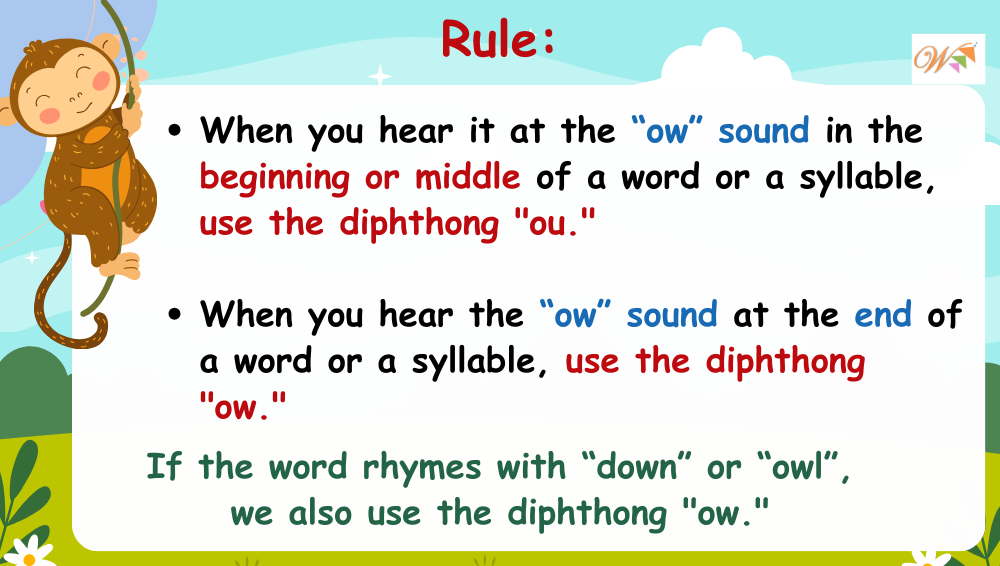 Rule:
W
• When you hear it at the “ow” sound in the
beginning or middle of a word or a syllable,
use the diphthong "ou."
• When you hear the “ow” sound at the end of
a word or a syllable, use the diphthong
"ow."
If the word rhymes with “down” or “owl”,
we also use the diphthong "ow."